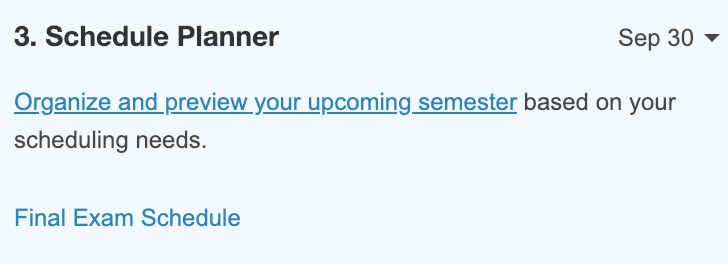 3. Schedule Planner
Sep 30
Organize and preview your upcoming semester based on your
scheduling needs.
Final Exam Schedule